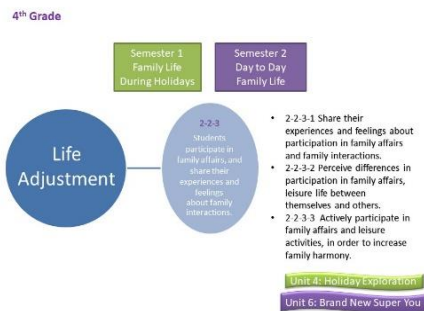 4th Grade
Semester 1
Family Life
During Holidays
Semester 2
Day to Day
Family Life
Life
Adjustment
2-2-3
Students
participate in
family affairs, and
share their
experiences and
feelings
about family
interactions.
• 2-2-3-1 Share their
experiences and feelings about
participation in family affairs
and family interactions.
• 2-2-3-2 Perceive differences in
participation in family affairs,
leisure life between
themselves and others.
• 2-2-3-3 Actively participate in
family affairs and leisure
activities, in order to increase
family harmony.
Unit 4: Holiday Exploration
Unit 6: Brand New Super You